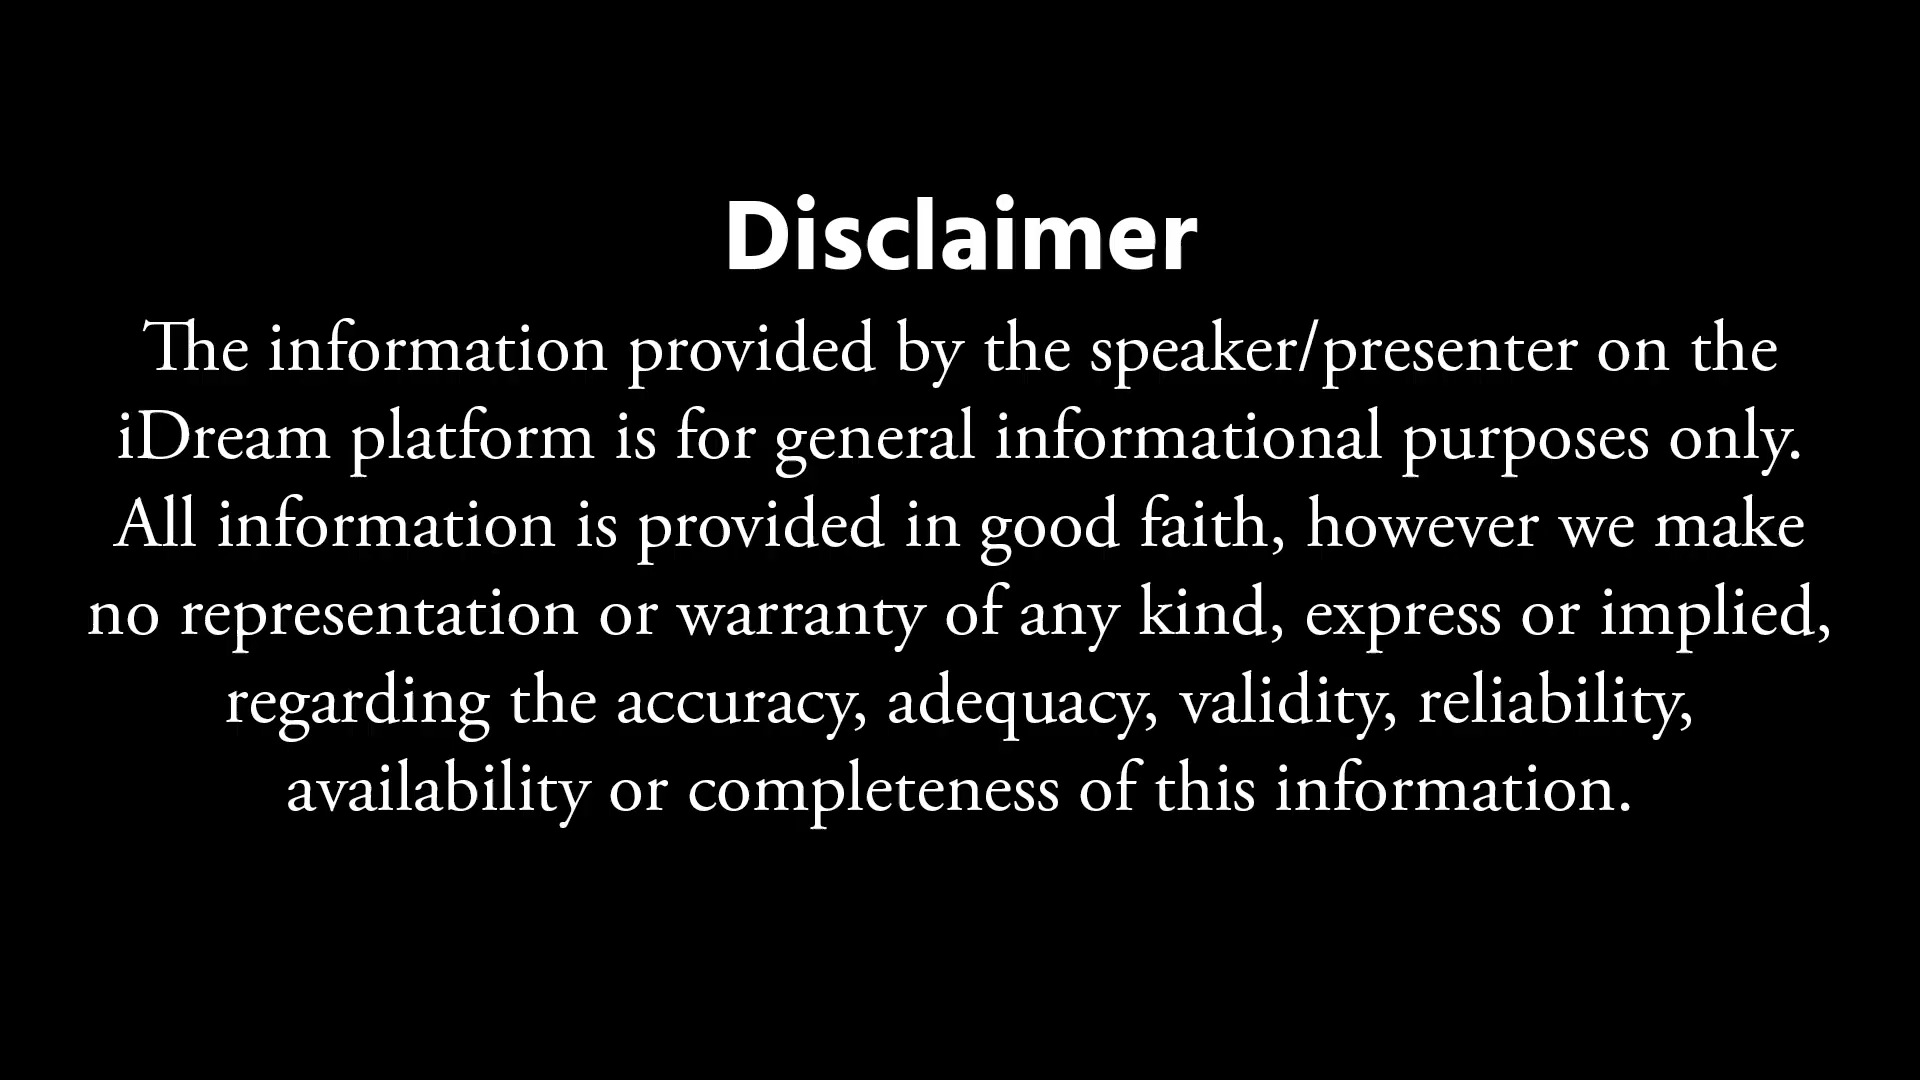 Disclaimer
The information provided by the speaker/presenter on the
iDream platform is for general informational purposes only.
All information is provided in good faith, however we make
no representation or warranty of any kind, express or implied,
regarding the accuracy, adequacy, validity, reliability,
availability or completeness of this information.